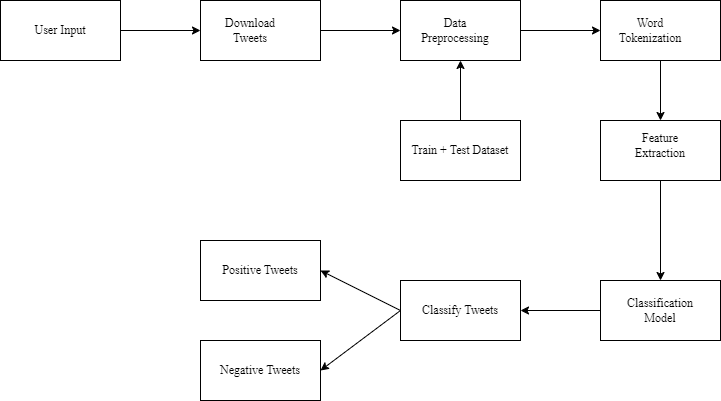 User Input
Download
Tweets
Data
Preprocessing
Word
Tokenization
Train + Test Dataset
Feature
Extraction
Positive Tweets
Classify Tweets
Classification
Model
Negative Tweets